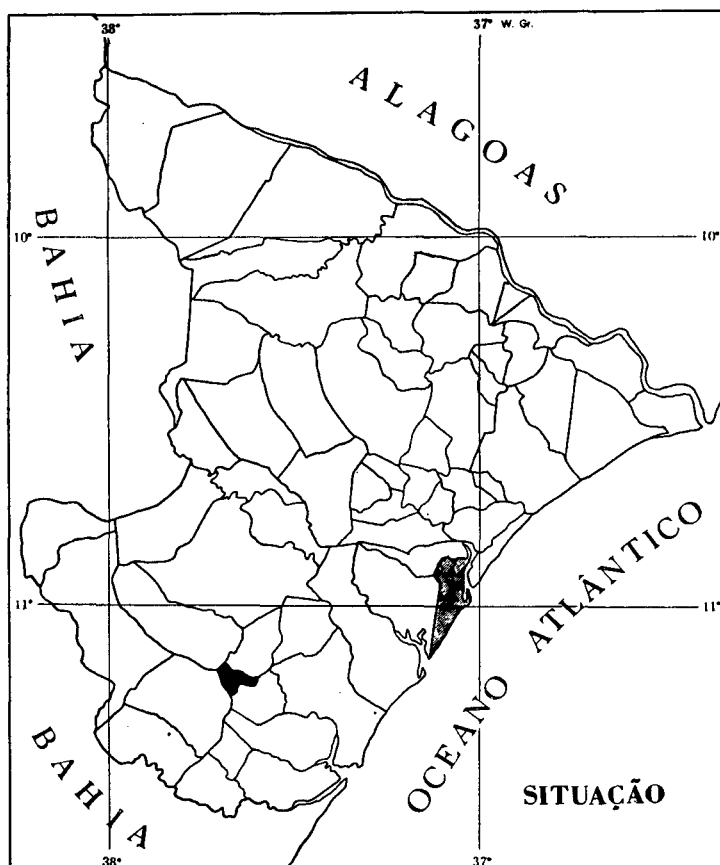 38°
37° W. Gr.
ALAGOAS
BAHIA
10°
10°
11°
11°
OCEANO ATLÂNTICO
BAHIA
SITUAÇÃO
38°
37°